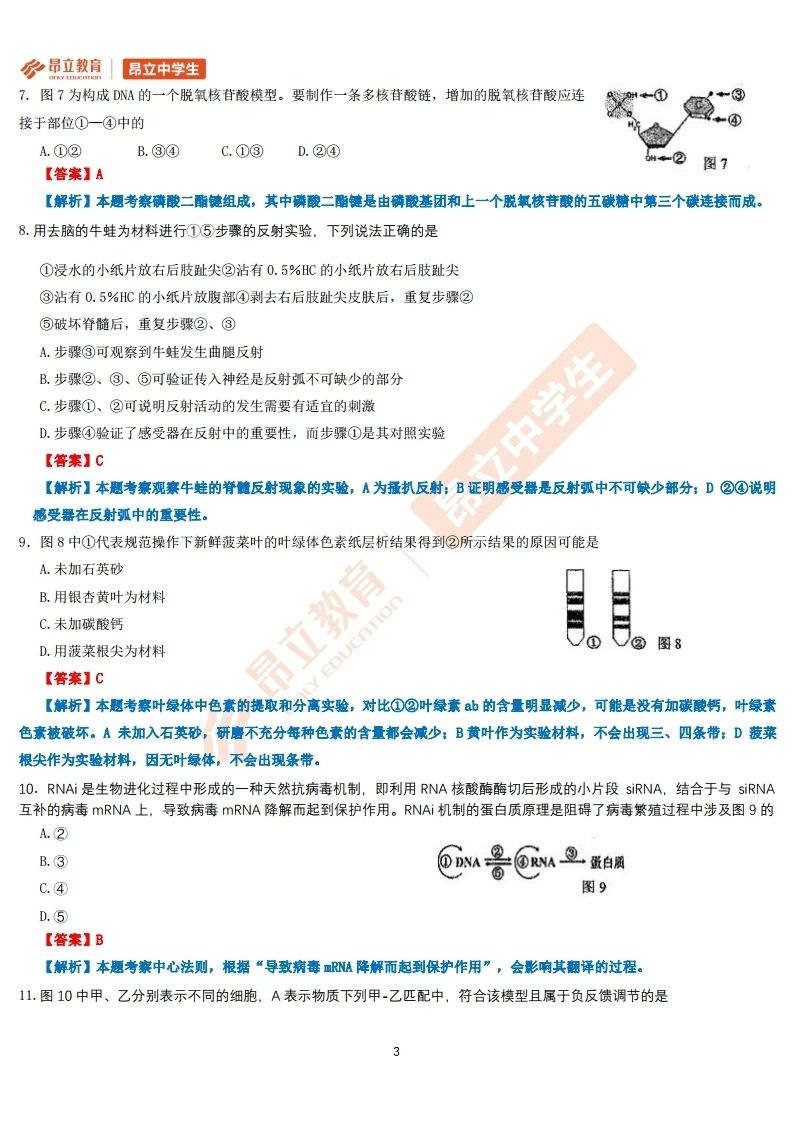 昂立教育 昂立中学生
ONLY EDUCATION
7. 图 7 为构成 DNA 的一个脱氧核苷酸模型。要制作一条多核苷酸链，增加的脱氧核苷酸应连
接于部位①—④中的
A.①② B.③④ C.①③ D.②④
OH ① ③ ④ H₂C C OH ② 图 7
【答案】A
【解析】本题考察磷酸二酯键组成，其中磷酸二酯键是由磷酸基团和上一个脱氧核苷酸的五碳糖中第三个碳连接而成。
8. 用去脑的牛蛙为材料进行①⑤步骤的反射实验，下列说法正确的是
①浸水的小纸片放右后肢趾尖②沾有 0.5%HC 的小纸片放右后肢趾尖
③沾有 0.5%HC 的小纸片放腹部④剥去右后肢趾尖皮肤后，重复步骤②
⑤破坏脊髓后，重复步骤②、③
A.步骤③可观察到牛蛙发生曲腿反射
B.步骤②、③、⑤可验证传入神经是反射弧不可缺少的部分
C.步骤①、②可说明反射活动的发生需要有适宜的刺激
D.步骤④验证了感受器在反射中的重要性，而步骤①是其对照实验
【答案】C
【解析】本题考察观察牛蛙的脊髓反射现象的实验，A 为搔扒反射；B 证明感受器是反射弧中不可缺少部分；D ②④说明
感受器在反射弧中的重要性。
9. 图 8 中①代表规范操作下新鲜菠菜叶的叶绿体色素纸层析结果得到②所示结果的原因可能是
A.未加石英砂
B.用银杏黄叶为材料
C.未加碳酸钙
D.用菠菜根尖为材料
① ② 图 8
【答案】C
【解析】本题考察叶绿体中色素的提取和分离实验，对比①②叶绿素 ab 的含量明显减少，可能是没有加碳酸钙，叶绿素
色素被破坏。A 未加入石英砂，研磨不充分每种色素的含量都会减少；B 黄叶作为实验材料，不会出现三、四条带；D 菠菜
根尖作为实验材料，因无叶绿体，不会出现条带。
10. RNAi 是生物进化过程中形成的一种天然抗病毒机制，即利用 RNA 核酸酶酶切后形成的小片段 siRNA，结合于与 siRNA
互补的病毒 mRNA 上，导致病毒 mRNA 降解而起到保护作用。RNAi 机制的蛋白质原理是阻碍了病毒繁殖过程中涉及图 9 的
A.②
B.③
C.④
D.⑤
① DNA ② ⑤ ④ RNA ③ 蛋白质
图 9
【答案】B
【解析】本题考察中心法则，根据“导致病毒 mRNA 降解而起到保护作用”，会影响其翻译的过程。
11. 图 10 中甲、乙分别表示不同的细胞，A 表示物质下列甲-乙匹配中，符合该模型且属于负反馈调节的是
昂立教育 昂立中学生
ONLY EDUCATION
3